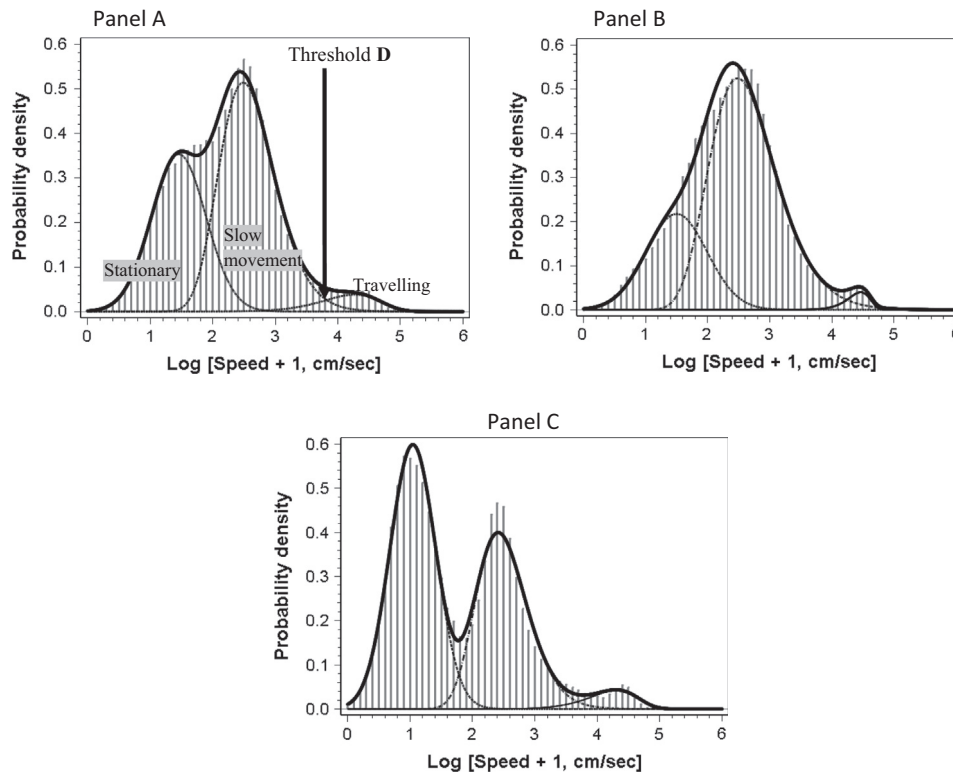 Panel A
0.6
0.5
0.4
0.3
0.2
0.1
0.0
Probability density
Threshold D
Stationary
Slow
movement
Travelling
0 1 2 3 4 5 6
Log [Speed + 1, cm/sec]
Panel B
0.6
0.5
0.4
0.3
0.2
0.1
0.0
Probability density
0 1 2 3 4 5 6
Log [Speed + 1, cm/sec]
Panel C
0.6
0.5
0.4
0.3
0.2
0.1
0.0
Probability density
0 1 2 3 4 5 6
Log [Speed + 1, cm/sec]